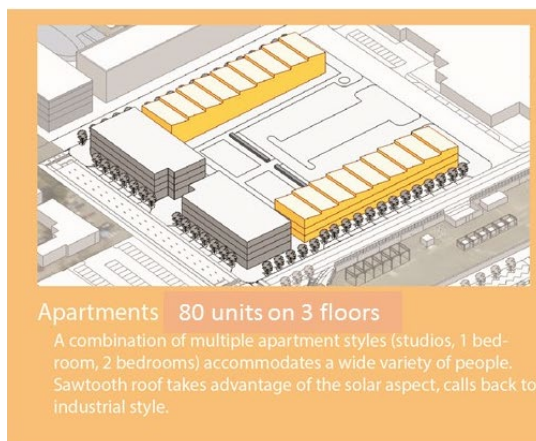 Apartments 80 units on 3 floors
A combination of multiple apartment styles (studios, 1 bed-
room, 2 bedrooms) accommodates a wide variety of people.
Sawtooth roof takes advantage of the solar aspect, calls back to
industrial style.